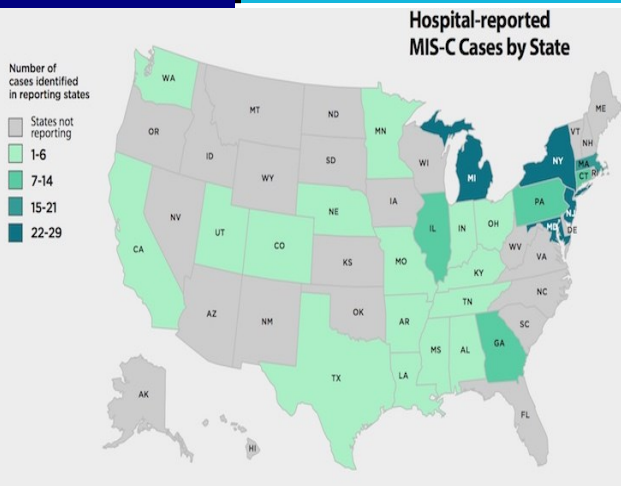 Hospital-reported
MIS-C Cases by State
Number of
cases identified
in reporting states
States not
reporting
1-6
7-14
15-21
22-29
WA
MT
ND
MN
ME
OR
ID
SD
WI
VT
NH
WY
MI
NY
MA
CT
RI
NV
UT
NE
IA
PA
NJ
CA
CO
IL
IN
OH
MD
DE
KS
MO
WV
VA
KY
AZ
NM
OK
AR
TN
NC
SC
MS
AL
GA
TX
LA
AK
HI
FL